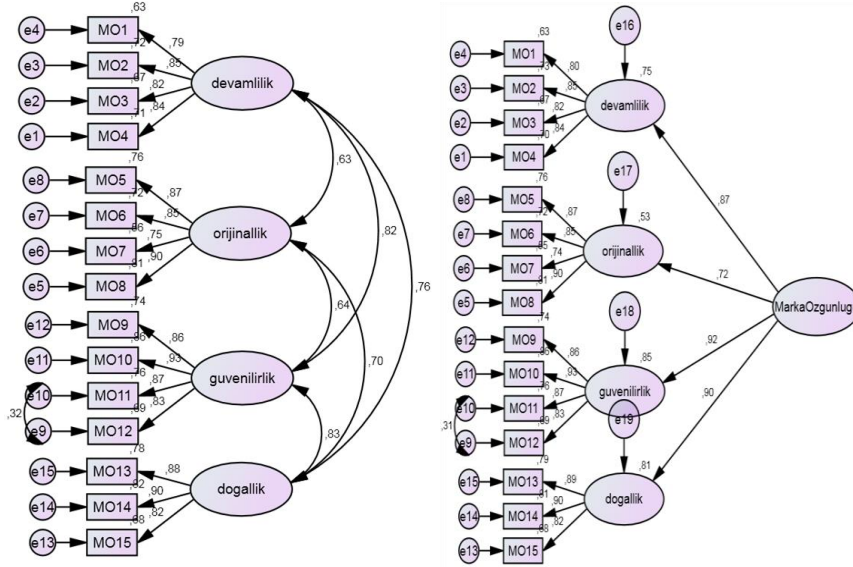 ,63
e4 MO1 ,79
,72
e3 MO2 ,85
,67
e2 MO3 ,82
,71
e1 MO4 ,84
devamlilik
,76
e8 MO5 ,87
,72
e7 MO6 ,85
e6 MO7 ,75
e5 MO8 ,90
orijinallik
,74
e12 MO9 ,86
,86
e11 MO10 ,93
,76
e10 MO11 ,87
,69
e9 MO12 ,83
,32
guvenilirlik
,78
e15 MO13 ,88
e14 MO14 ,90
,68
e13 MO15 ,82
dogallik
,63
,82
,76
,64
,70
,83
e16
,63
e4 MO1 ,80
,73
e3 MO2 ,85
,67
e2 MO3 ,82
,70
e1 MO4 ,84
devamlilik
,75
e17
,76
e8 MO5 ,87
,72
e7 MO6 ,85
e6 MO7 ,74
e5 MO8 ,90
orijinallik
,53
e18
,74
e12 MO9 ,86
,86
e11 MO10 ,93
,76
e10 MO11 ,87
,69
e9 MO12 ,83
,31
guvenilirlik
,85
e19
,79
e15 MO13 ,89
,81
e14 MO14 ,90
,68
e13 MO15 ,82
dogallik
,81
,87
,72
,92
,90
MarkaOzgunlug